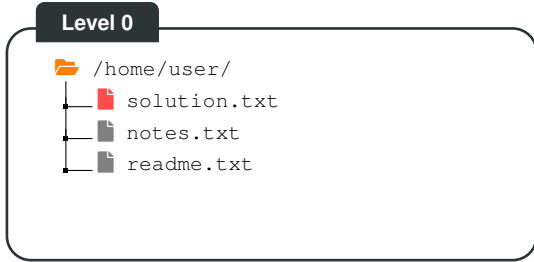 Level 0
/home/user/
solution.txt
notes.txt
readme.txt